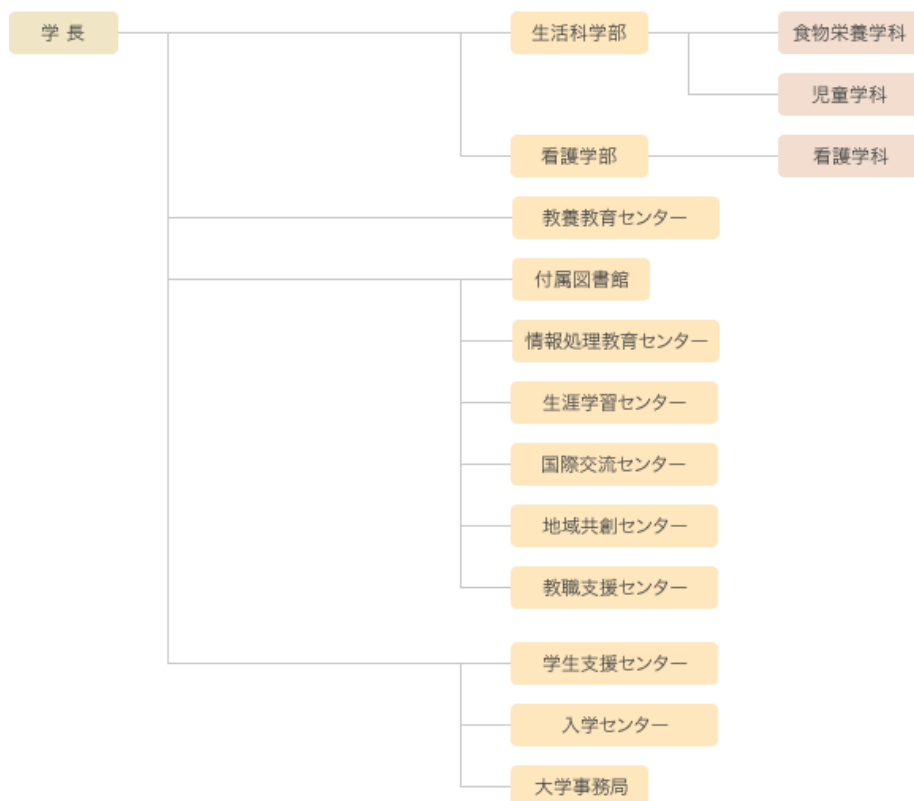 学 長
生活科学部
食物栄養学科
児童学科
看護学部
看護学科
教養教育センター
付属図書館
情報処理教育センター
生涯学習センター
国際交流センター
地域共創センター
教職支援センター
学生支援センター
入学センター
大学事務局